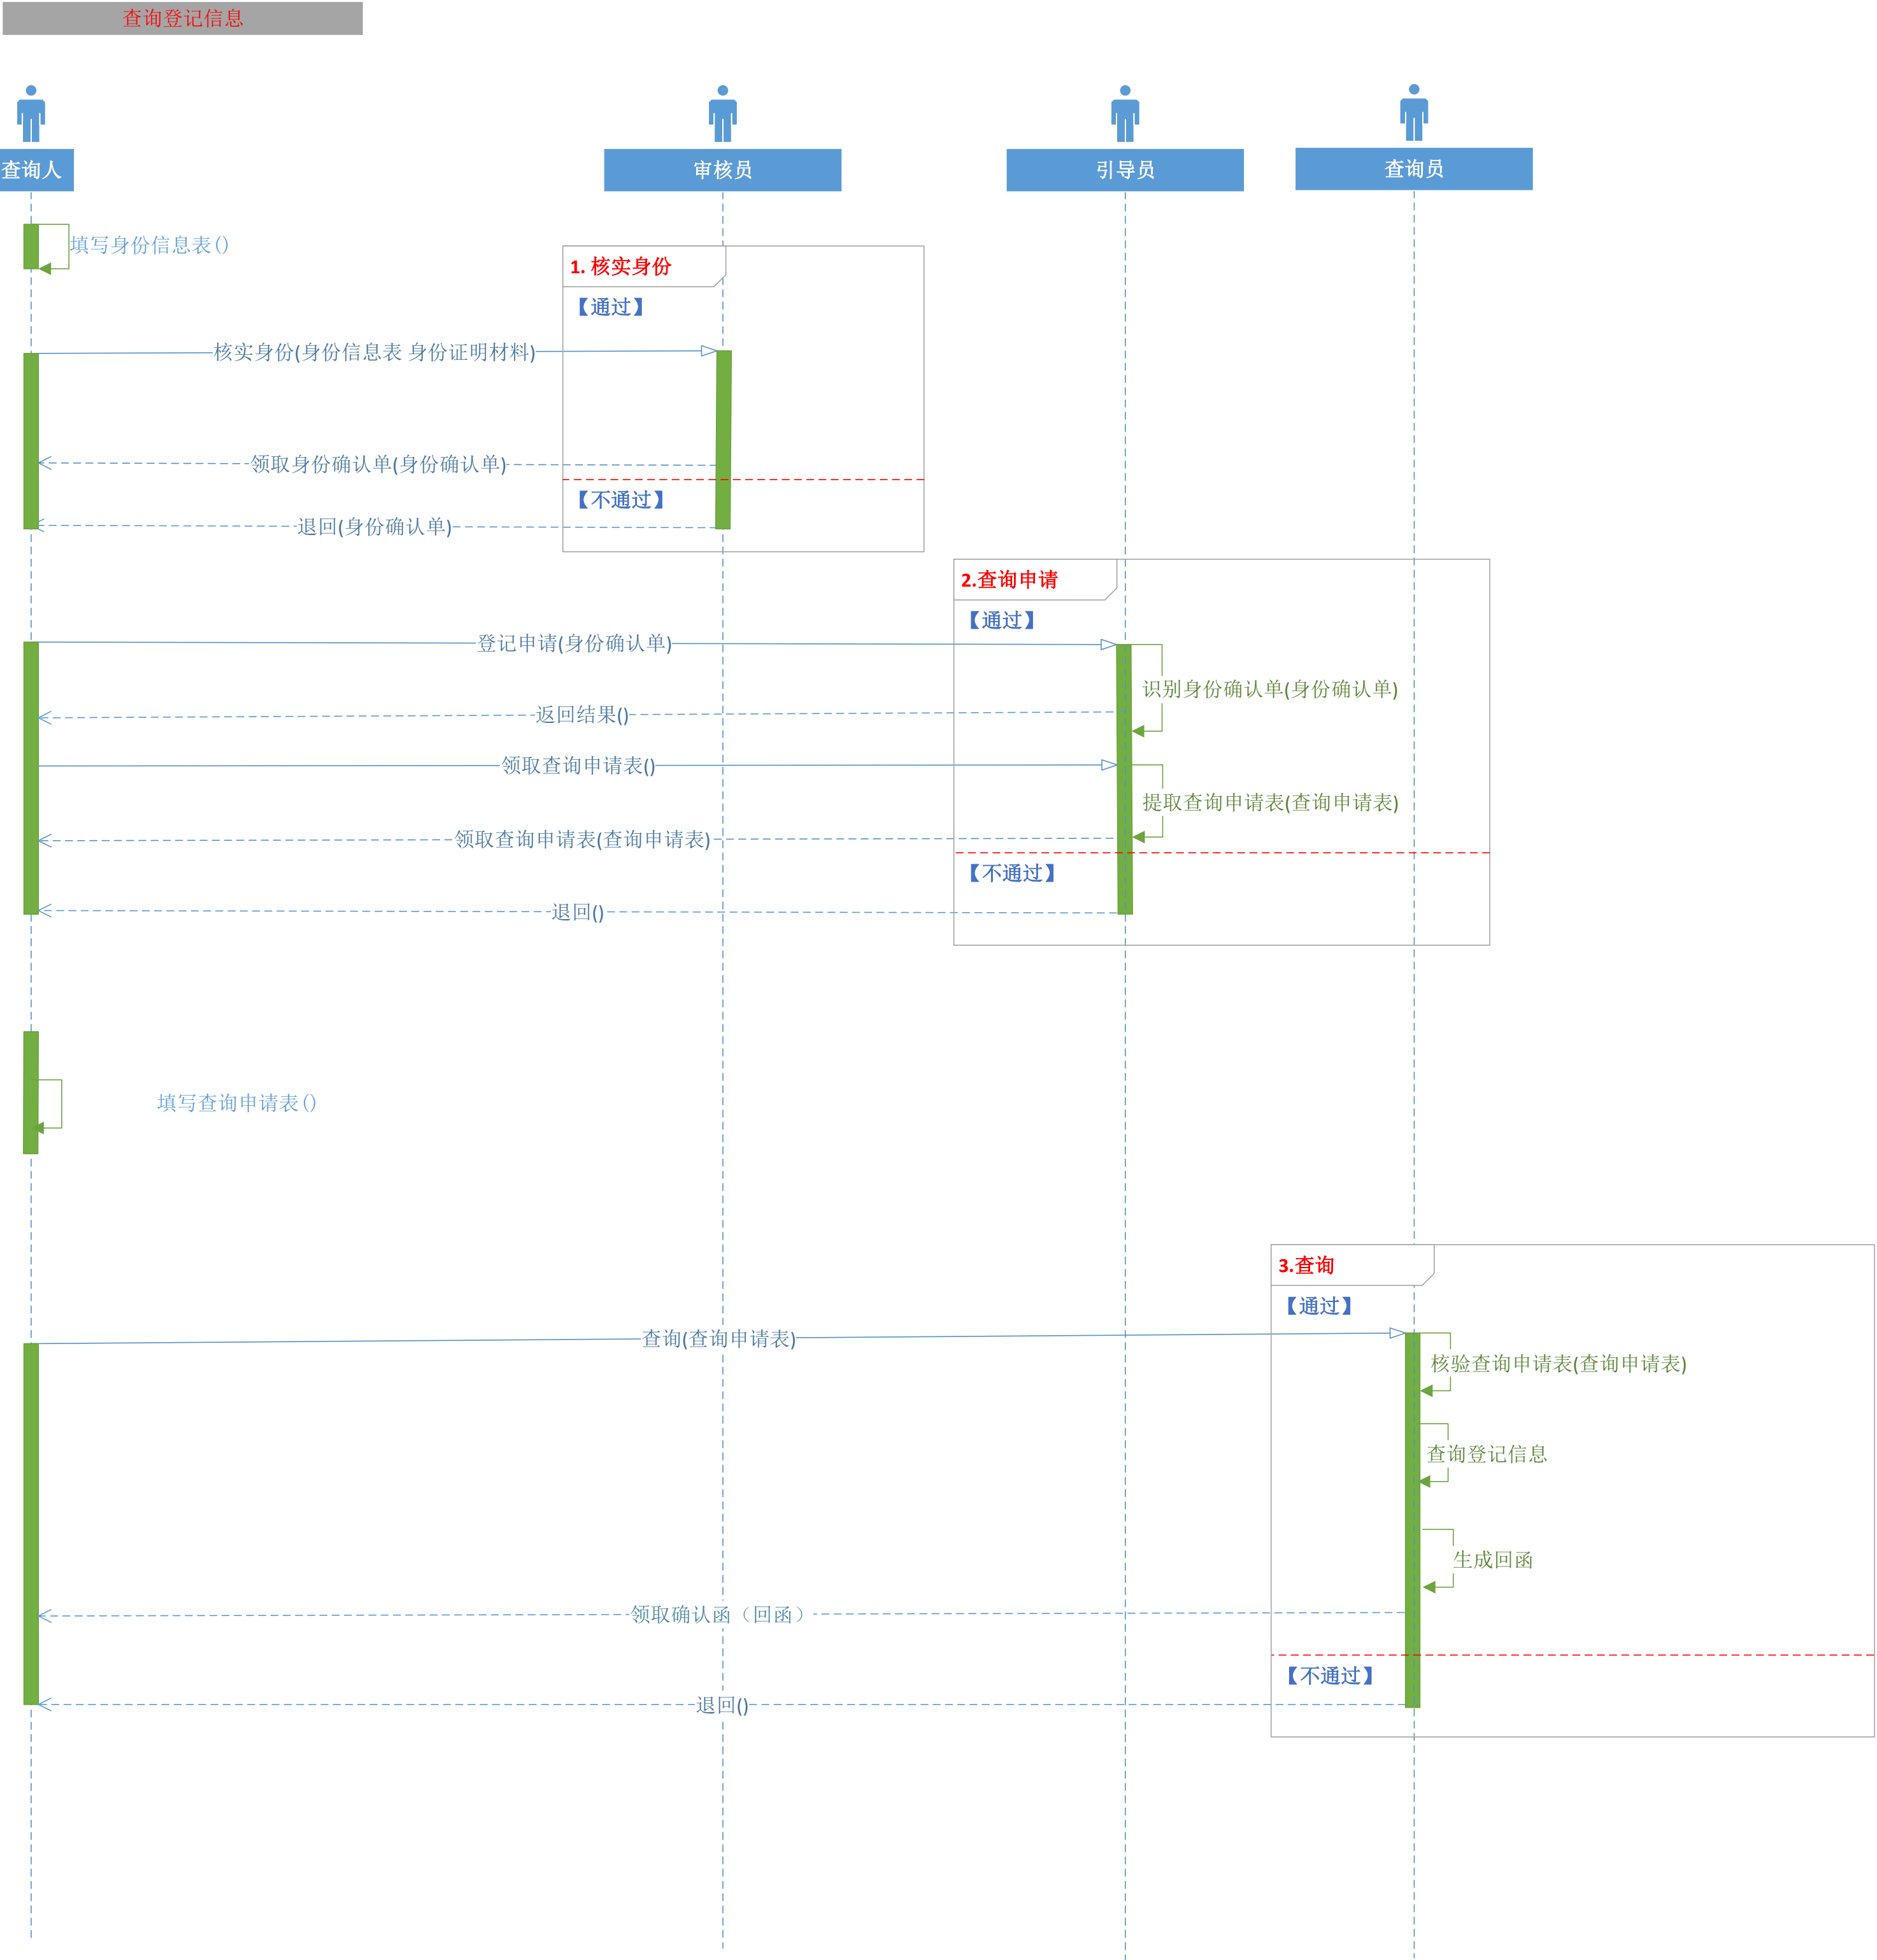 查询登记信息
查询人
审核员
引导员
查询员
填写身份信息表()
1. 核实身份
【通过】
核实身份(身份信息表 身份证明材料)
领取身份确认单(身份确认单)
【不通过】
退回(身份确认单)
2.查询申请
【通过】
登记申请(身份确认单)
识别身份确认单(身份确认单)
返回结果()
领取查询申请表()
提取查询申请表(查询申请表)
领取查询申请表(查询申请表)
【不通过】
退回()
填写查询申请表()
3.查询
【通过】
查询(查询申请表)
核验查询申请表(查询申请表)
查询登记信息
生成回函
领取确认函（回函）
【不通过】
退回()